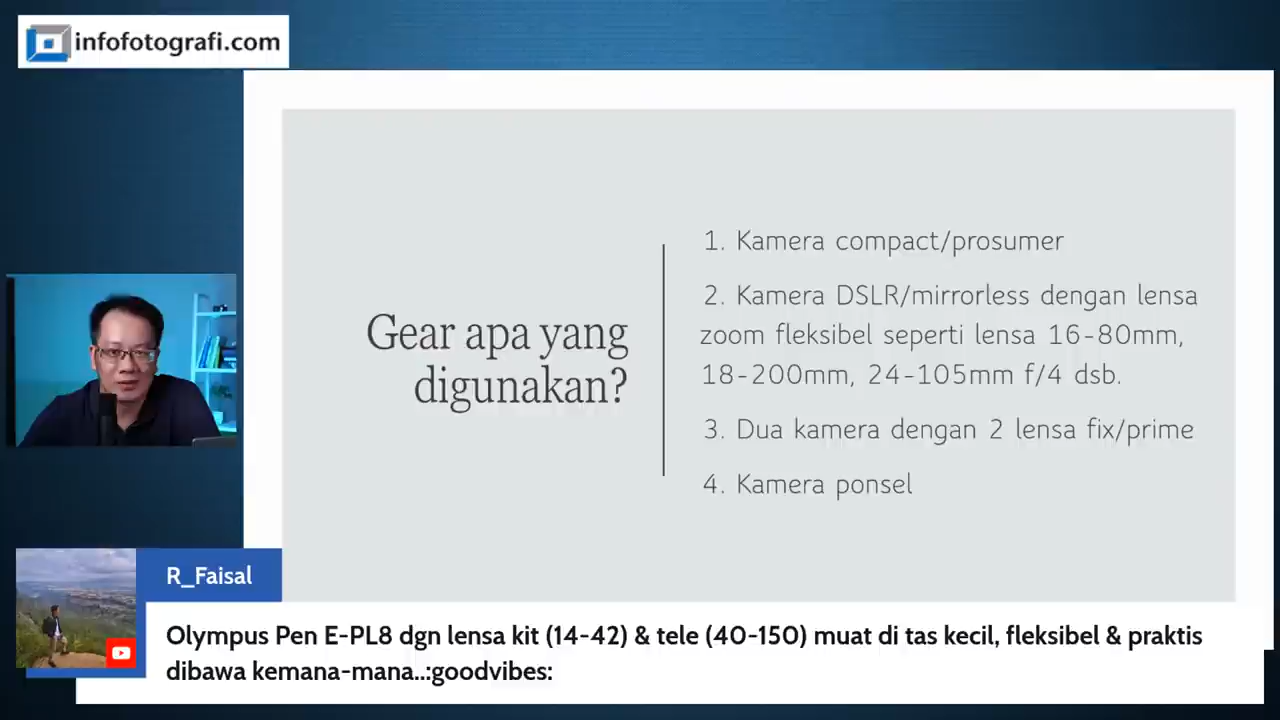 infofotografi.com
Gear apa yang
digunakan?
1. Kamera compact/prosumer
2. Kamera DSLR/mirrorless dengan lensa
zoom fleksibel seperti lensa 16-80mm,
18-200mm, 24-105mm f/4 dsb.
3. Dua kamera dengan 2 lensa fix/prime
4. Kamera ponsel
R_Faisal
Olympus Pen E-PL8 dgn lensa kit (14-42) & tele (40-150) muat di tas kecil, fleksibel & praktis
dibawa kemana-mana..:goodvibes: